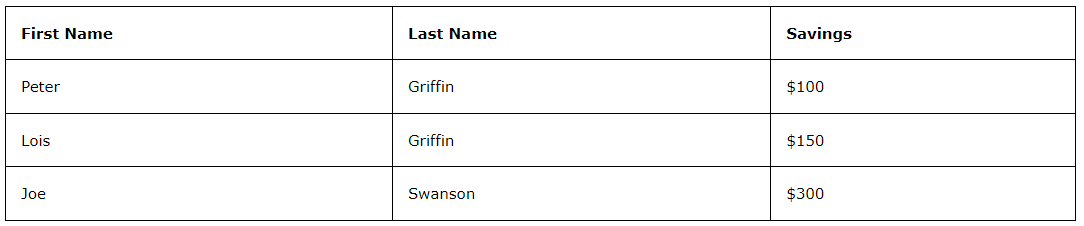 First Name Last Name Savings
Peter Griffin $100
Lois Griffin $150
Joe Swanson $300